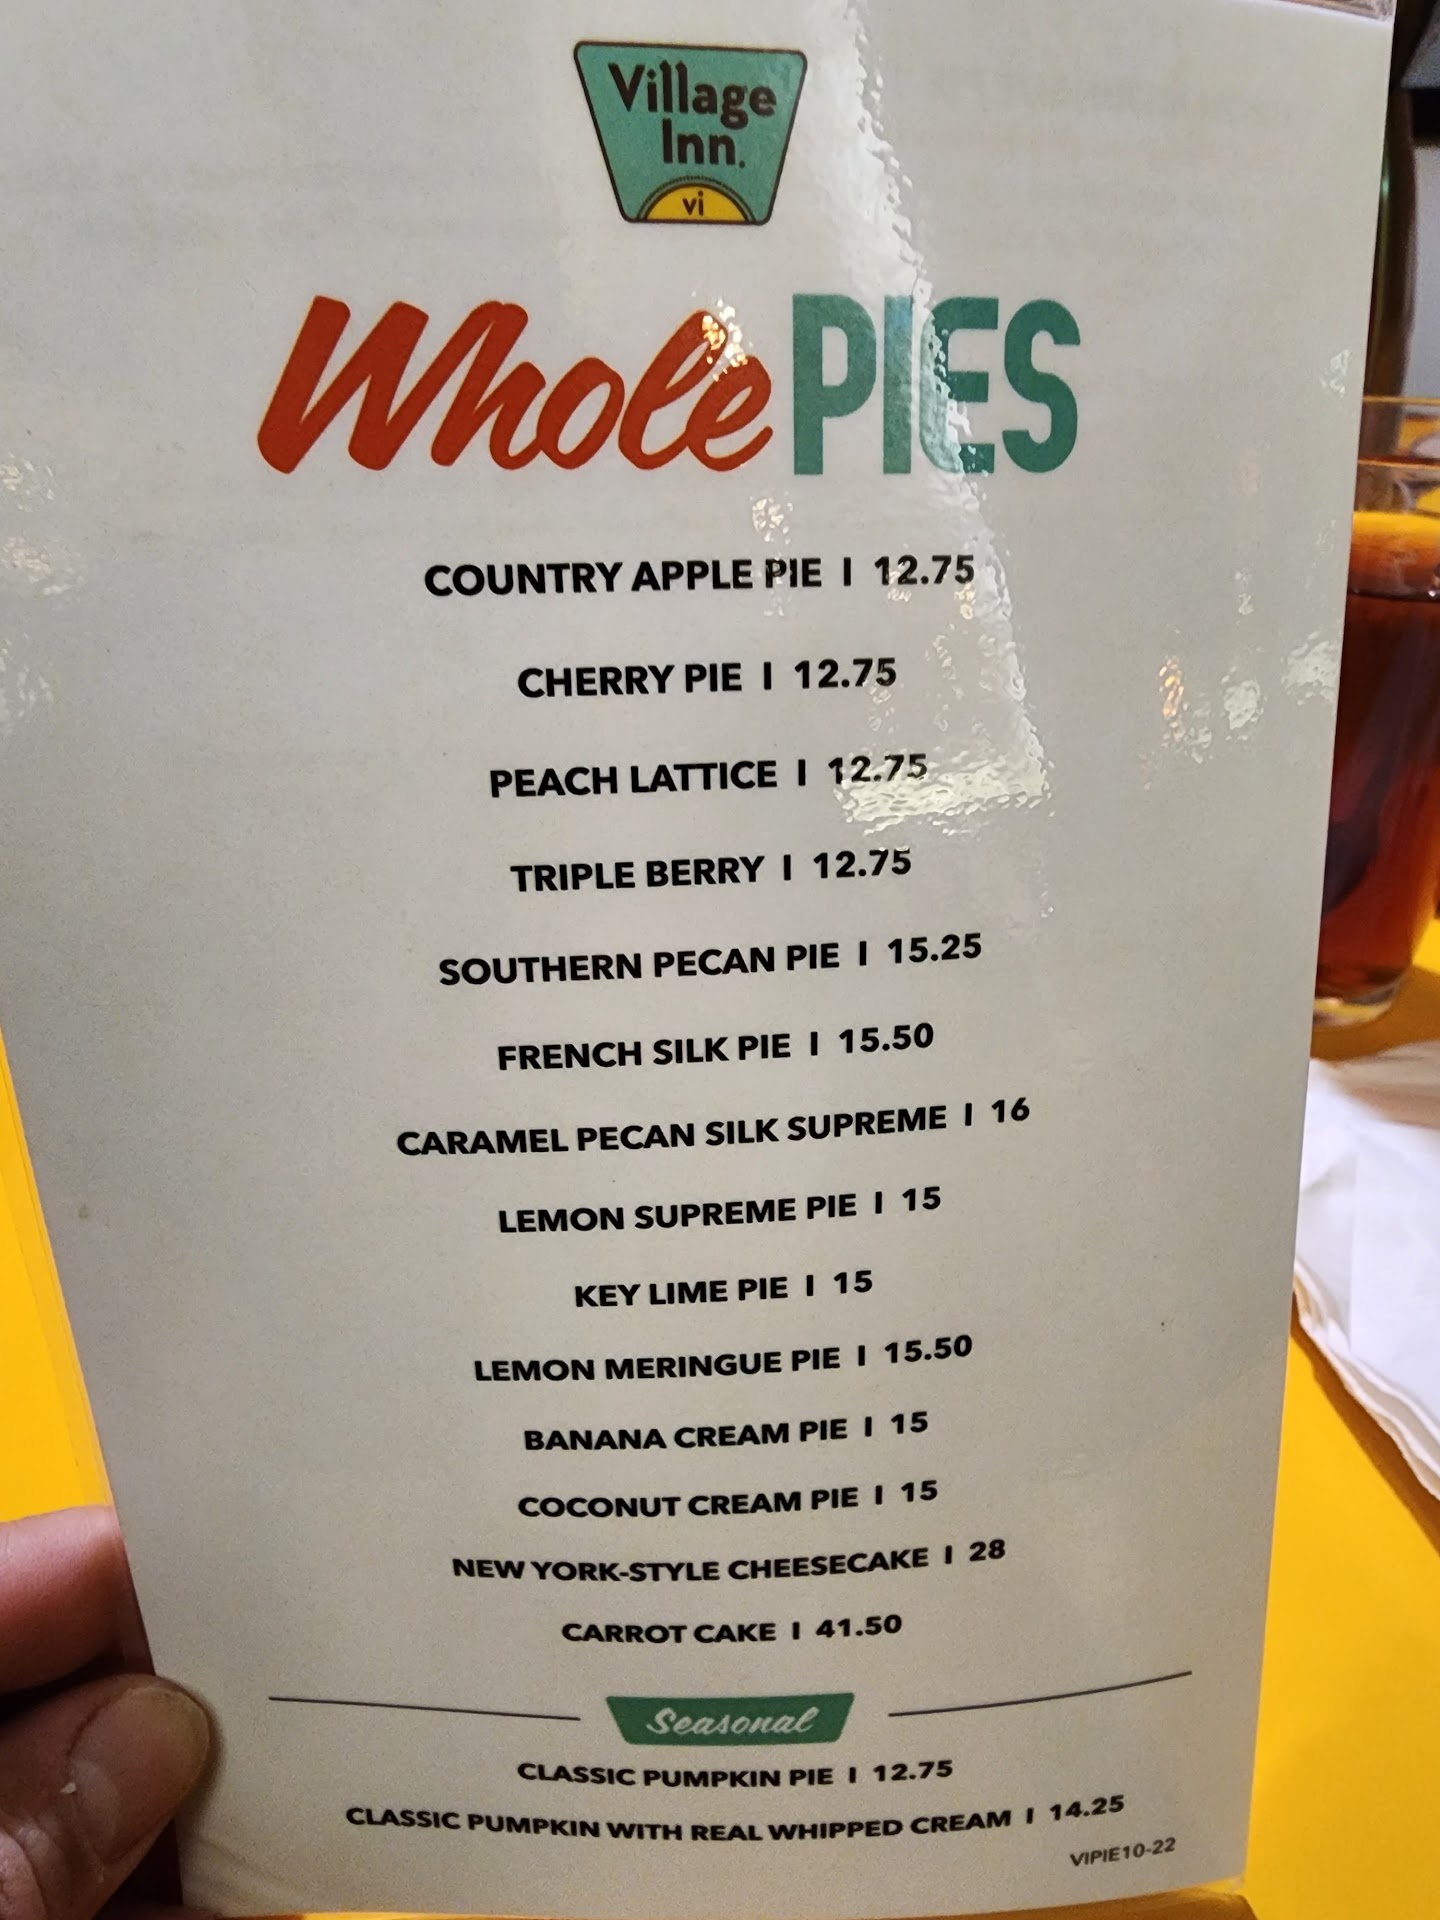 Village
Inn.
vi
Whole PIES
COUNTRY APPLE PIE | 12.75
CHERRY PIE | 12.75
PEACH LATTICE | 12.75
TRIPLE BERRY | 12.75
SOUTHERN PECAN PIE | 15.25
FRENCH SILK PIE | 15.50
CARAMEL PECAN SILK SUPREME | 16
LEMON SUPREME PIE | 15
KEY LIME PIE | 15
LEMON MERINGUE PIE | 15.50
BANANA CREAM PIE | 15
COCONUT CREAM PIE | 15
NEW YORK-STYLE CHEESECAKE | 28
CARROT CAKE | 41.50
Seasonal
CLASSIC PUMPKIN PIE | 12.75
CLASSIC PUMPKIN WITH REAL WHIPPED CREAM | 14.25
VIPIE10-22